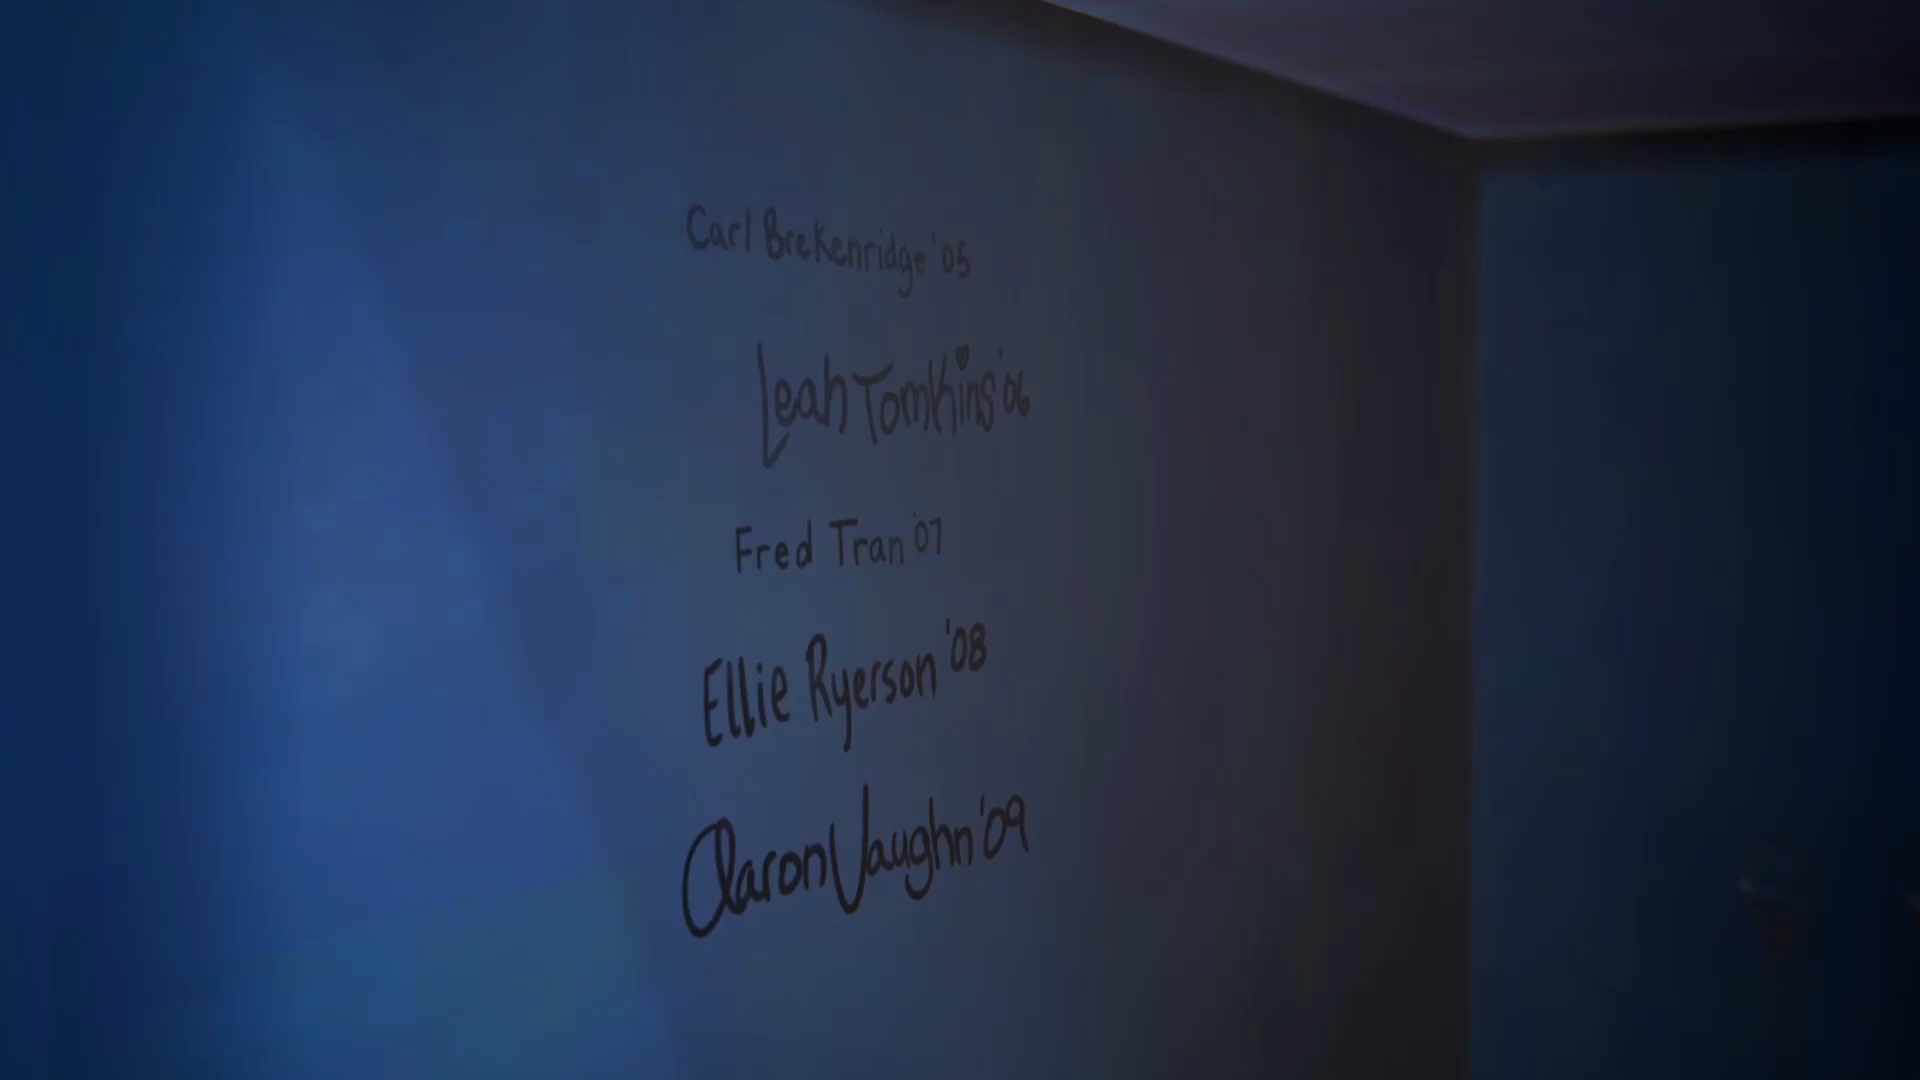 Carl Brekenridge '05
Leah Tomkins '06
Fred Tran '07
Ellie Ryerson '08
Aaron Vaughn '09